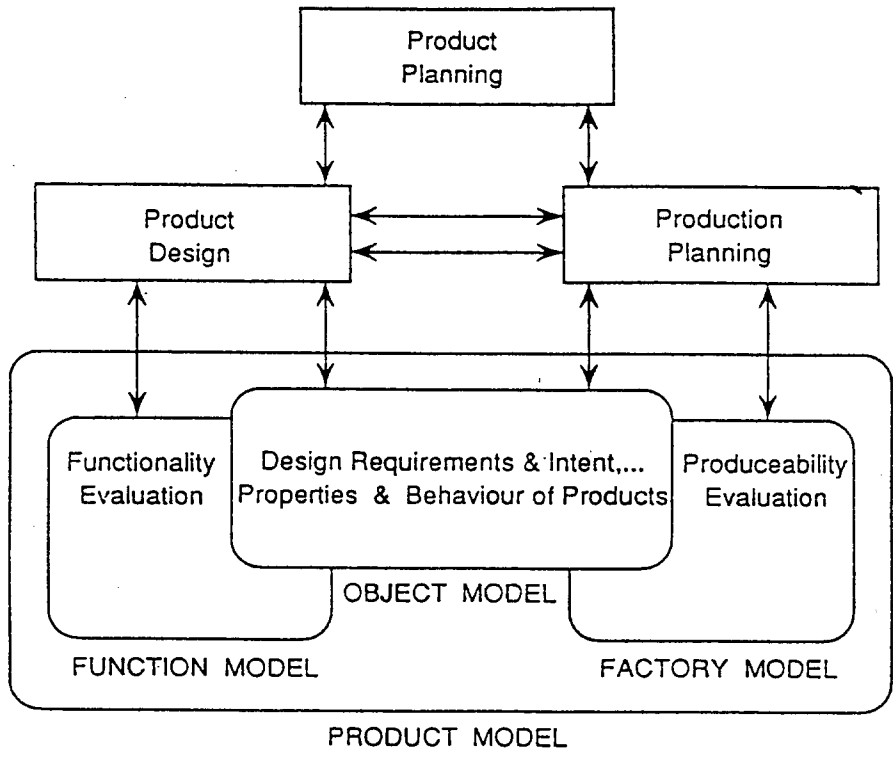 Product
Planning
Product
Design
Production
Planning
Functionality
Evaluation
Design Requirements & Intent,...
Properties & Behaviour of Products
Produceability
Evaluation
OBJECT MODEL
FUNCTION MODEL
FACTORY MODEL
PRODUCT MODEL